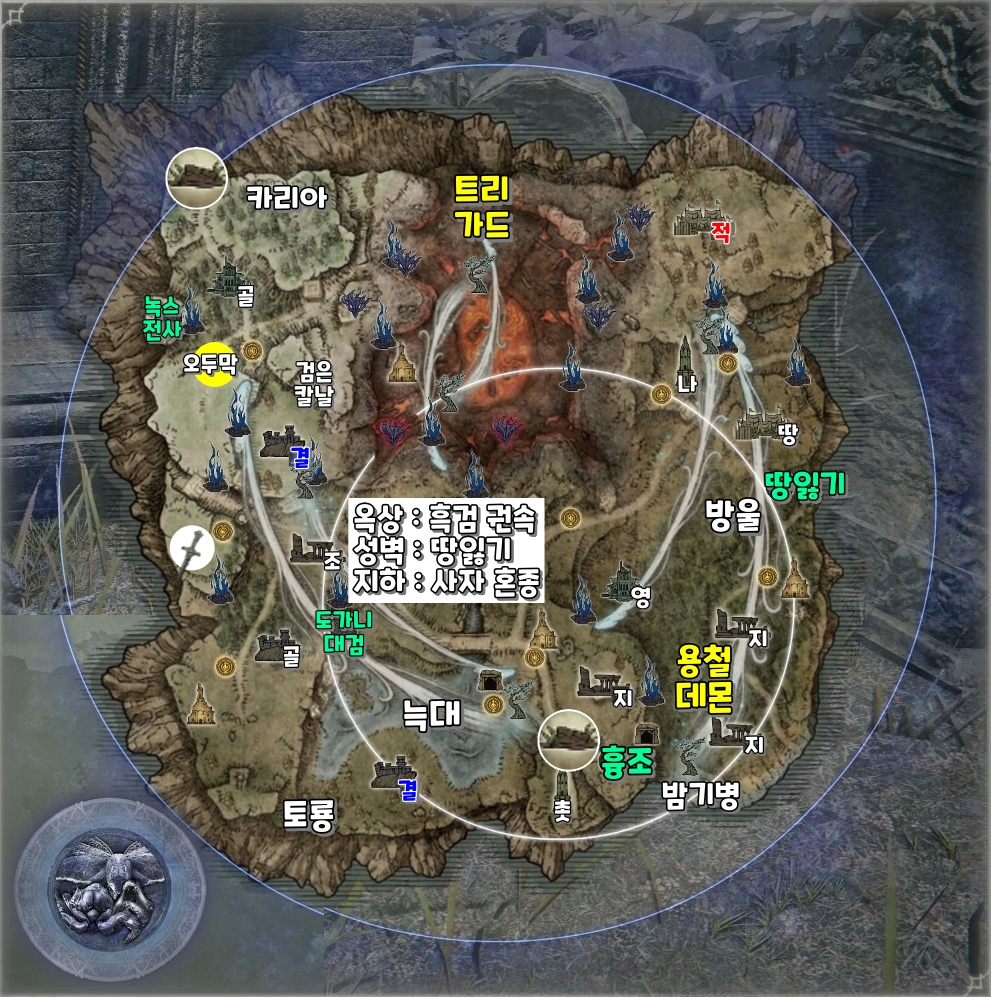 카리아
트리
가드
적
골
녹스
전사
오두막
검은
칼날
나
땅
결
땅잃기
방울
옥상 : 흑검 권속
성벽 : 땅잃기
지하 : 사자 혼종
조
영
도가니
대검
골
지
용철
데몬
지
늑대
지
흉조
결
밤기병
촛
토룡